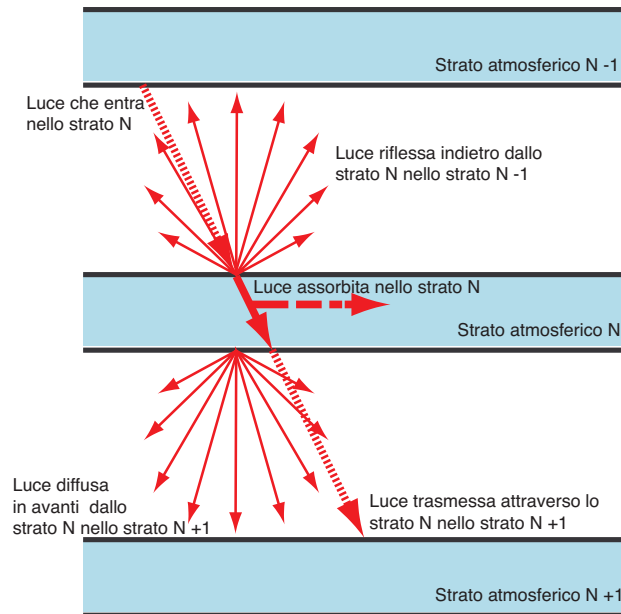 Strato atmosferico N -1
Luce che entra
nello strato N
Luce riflessa indietro dallo
strato N nello strato N -1
Luce assorbita nello strato N
Strato atmosferico N
Luce diffusa
in avanti dallo
strato N nello strato N +1
Luce trasmessa attraverso lo
strato N nello strato N +1
Strato atmosferico N +1